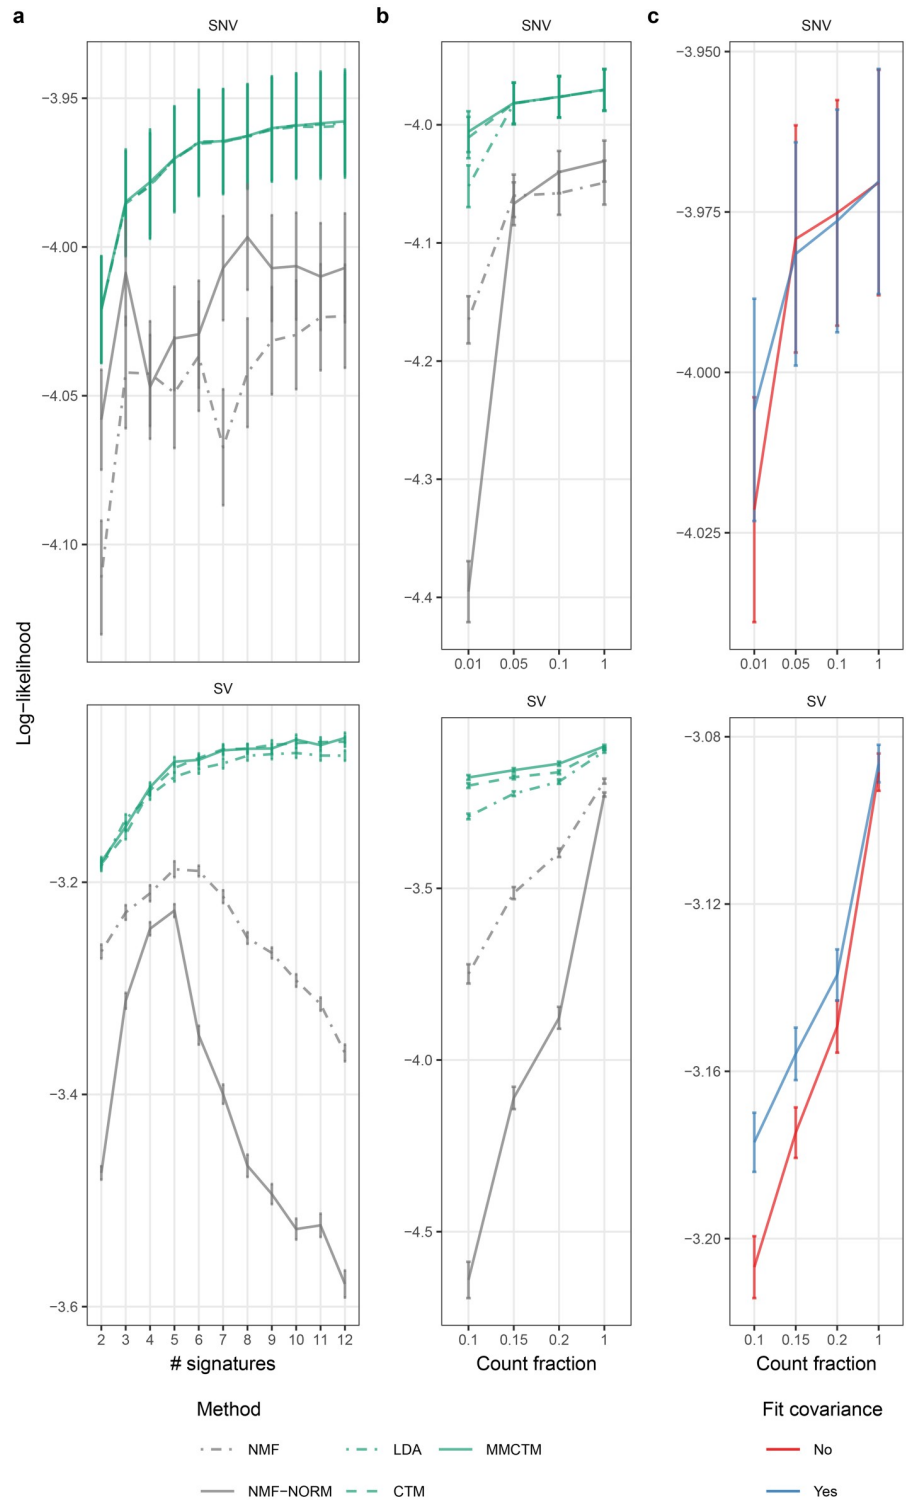 a b c
SNV SNV SNV
−3.95
−4.00
−4.05
−4.10
−4.0
−4.1
−4.2
−4.3
−4.4
−3.950
−3.975
−4.000
−4.025
0.01 0.05 0.1 1
0.01 0.05 0.1 1
Log−likelihood
SV SV SV
−3.2
−3.4
−3.6
−3.5
−4.0
−4.5
−3.08
−3.12
−3.16
−3.20
2 3 4 5 6 7 8 9 10 11 12
0.1 0.15 0.2 1
0.1 0.15 0.2 1
# signatures Count fraction Count fraction
Method
NMF LDA MMCTM
NMF−NORM CTM
Fit covariance
No
Yes